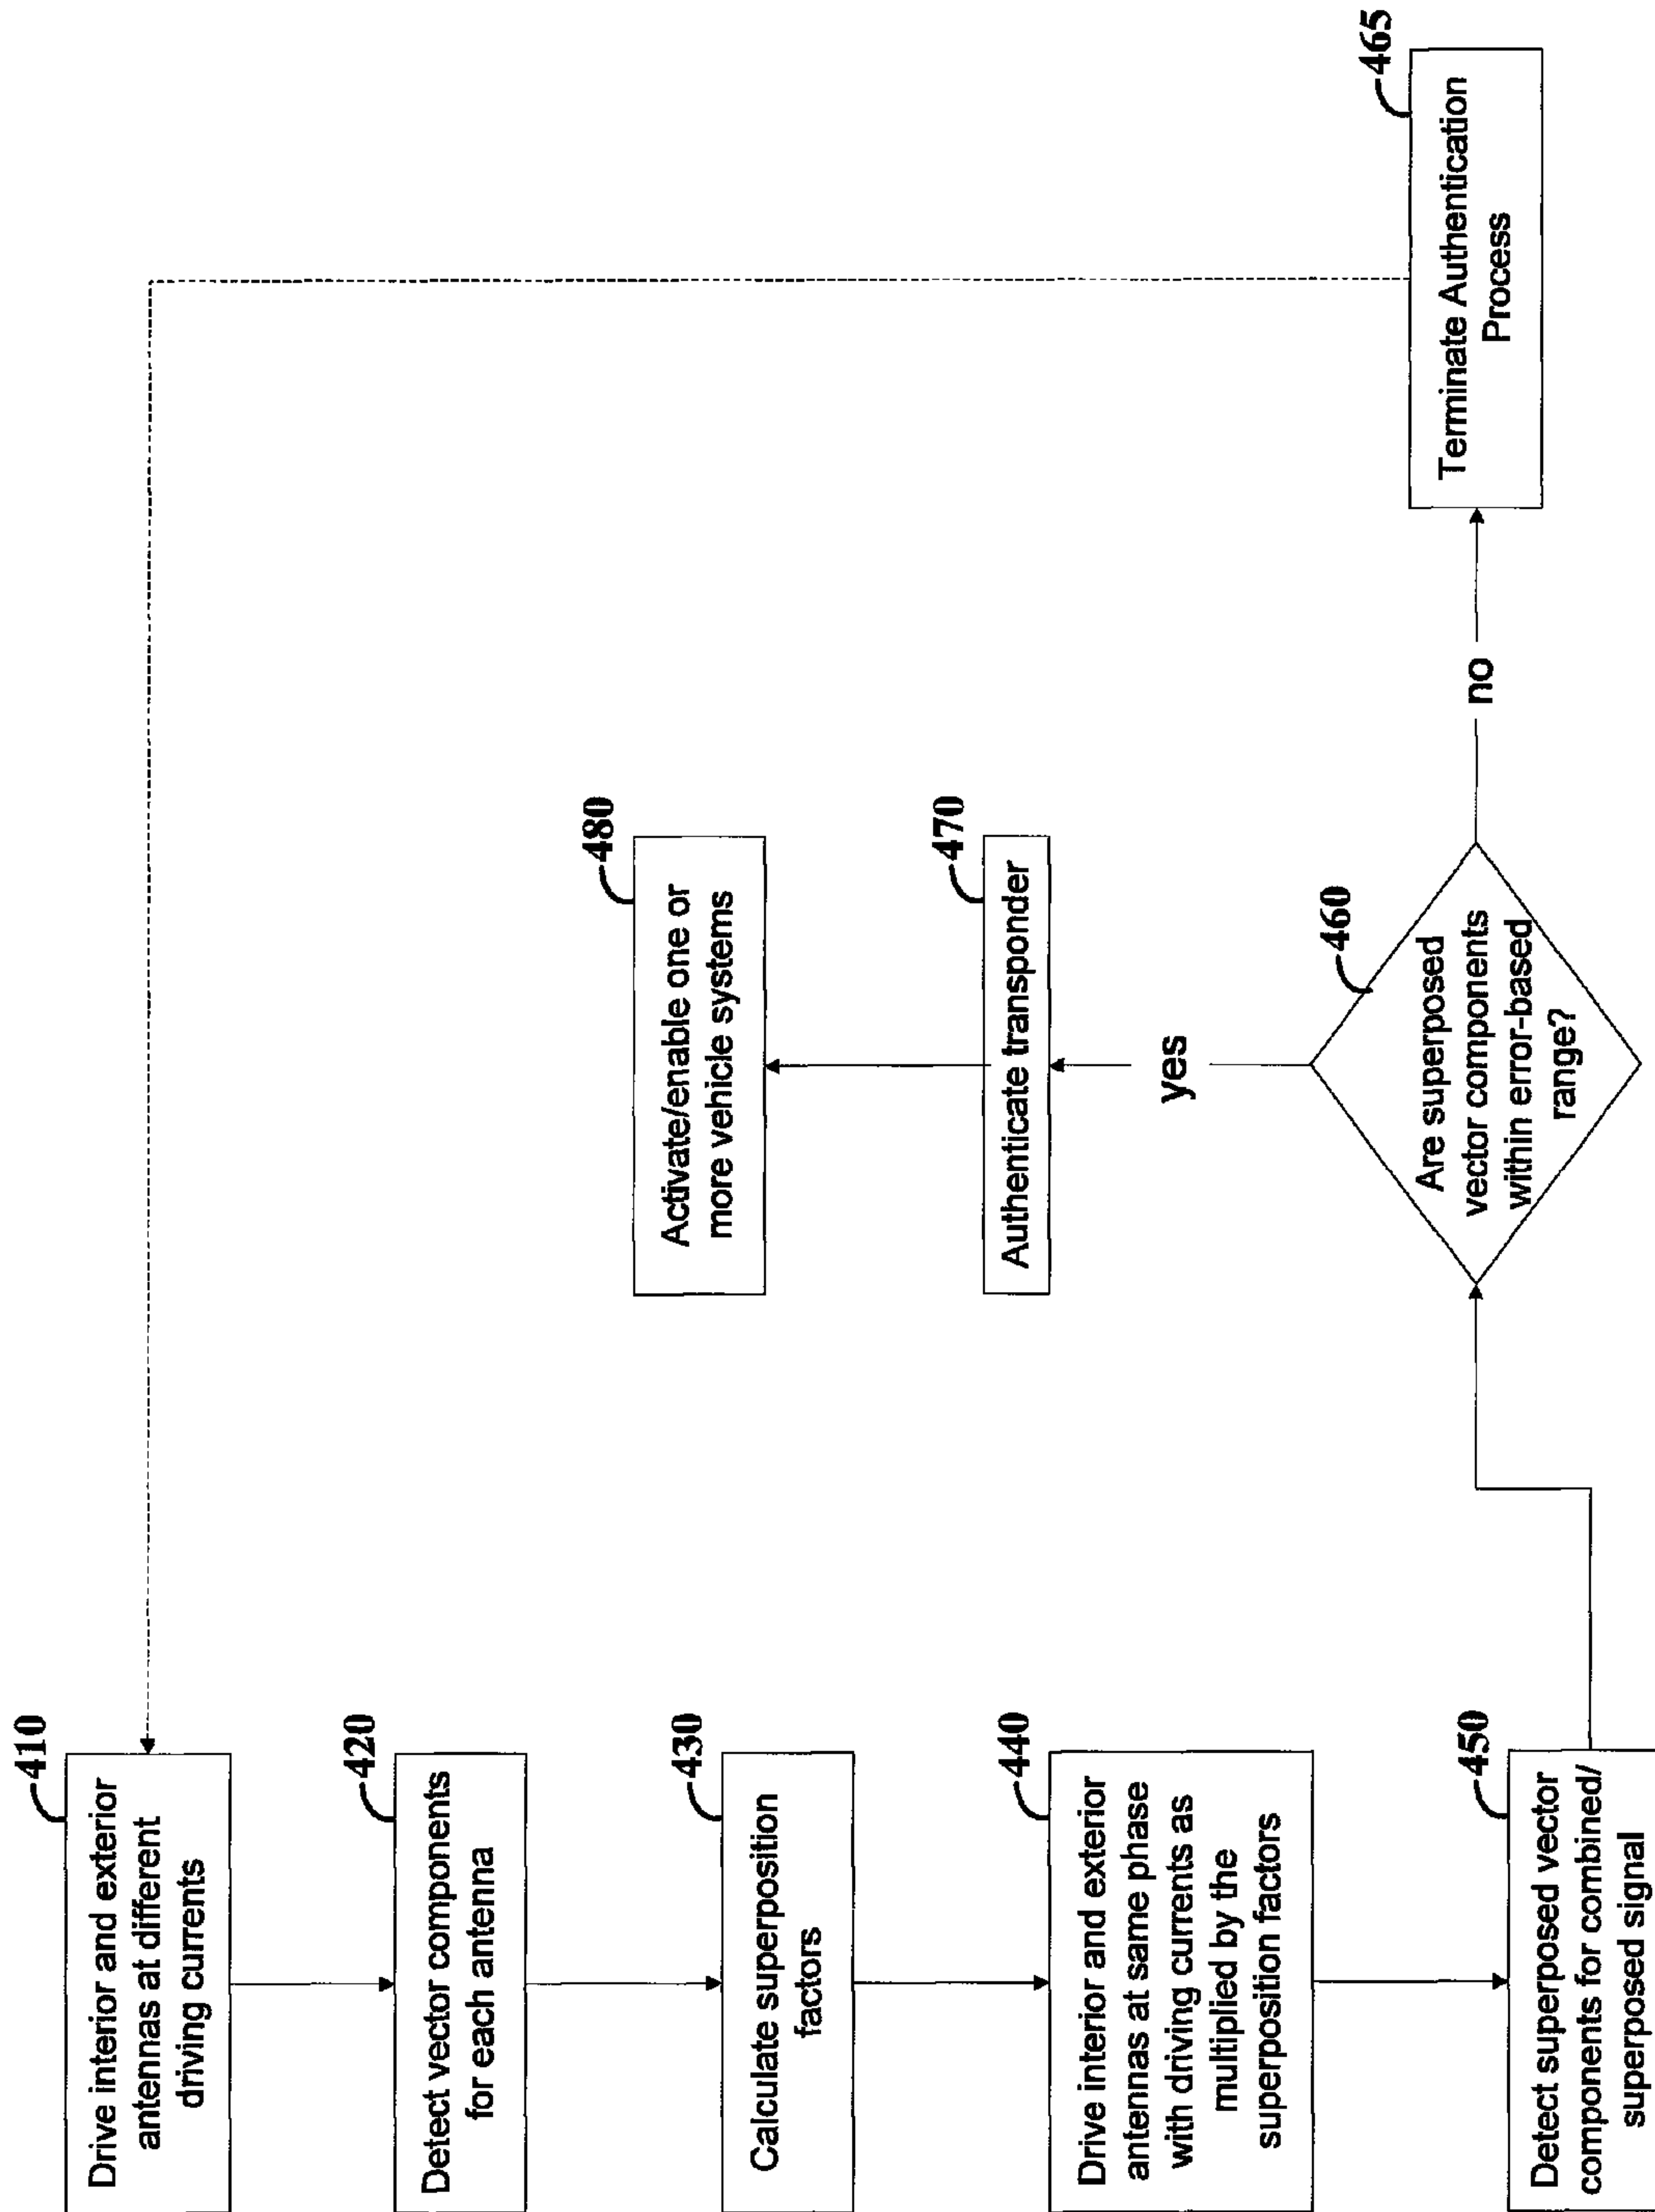 410
Drive interior and exterior
antennas at different
driving currents
420
Detect vector components
for each antenna
430
Calculate superposition
factors
440
Drive interior and exterior
antennas at same phase
with driving currents as
multiplied by the
superposition factors
450
Detect superposed vector
components for combined/
superposed signal
460
Are superposed
vector components
within error-based
range?
yes
no
465
Terminate Authentication
Process
470
Authenticate transponder
480
Activate/enable one or
more vehicle systems